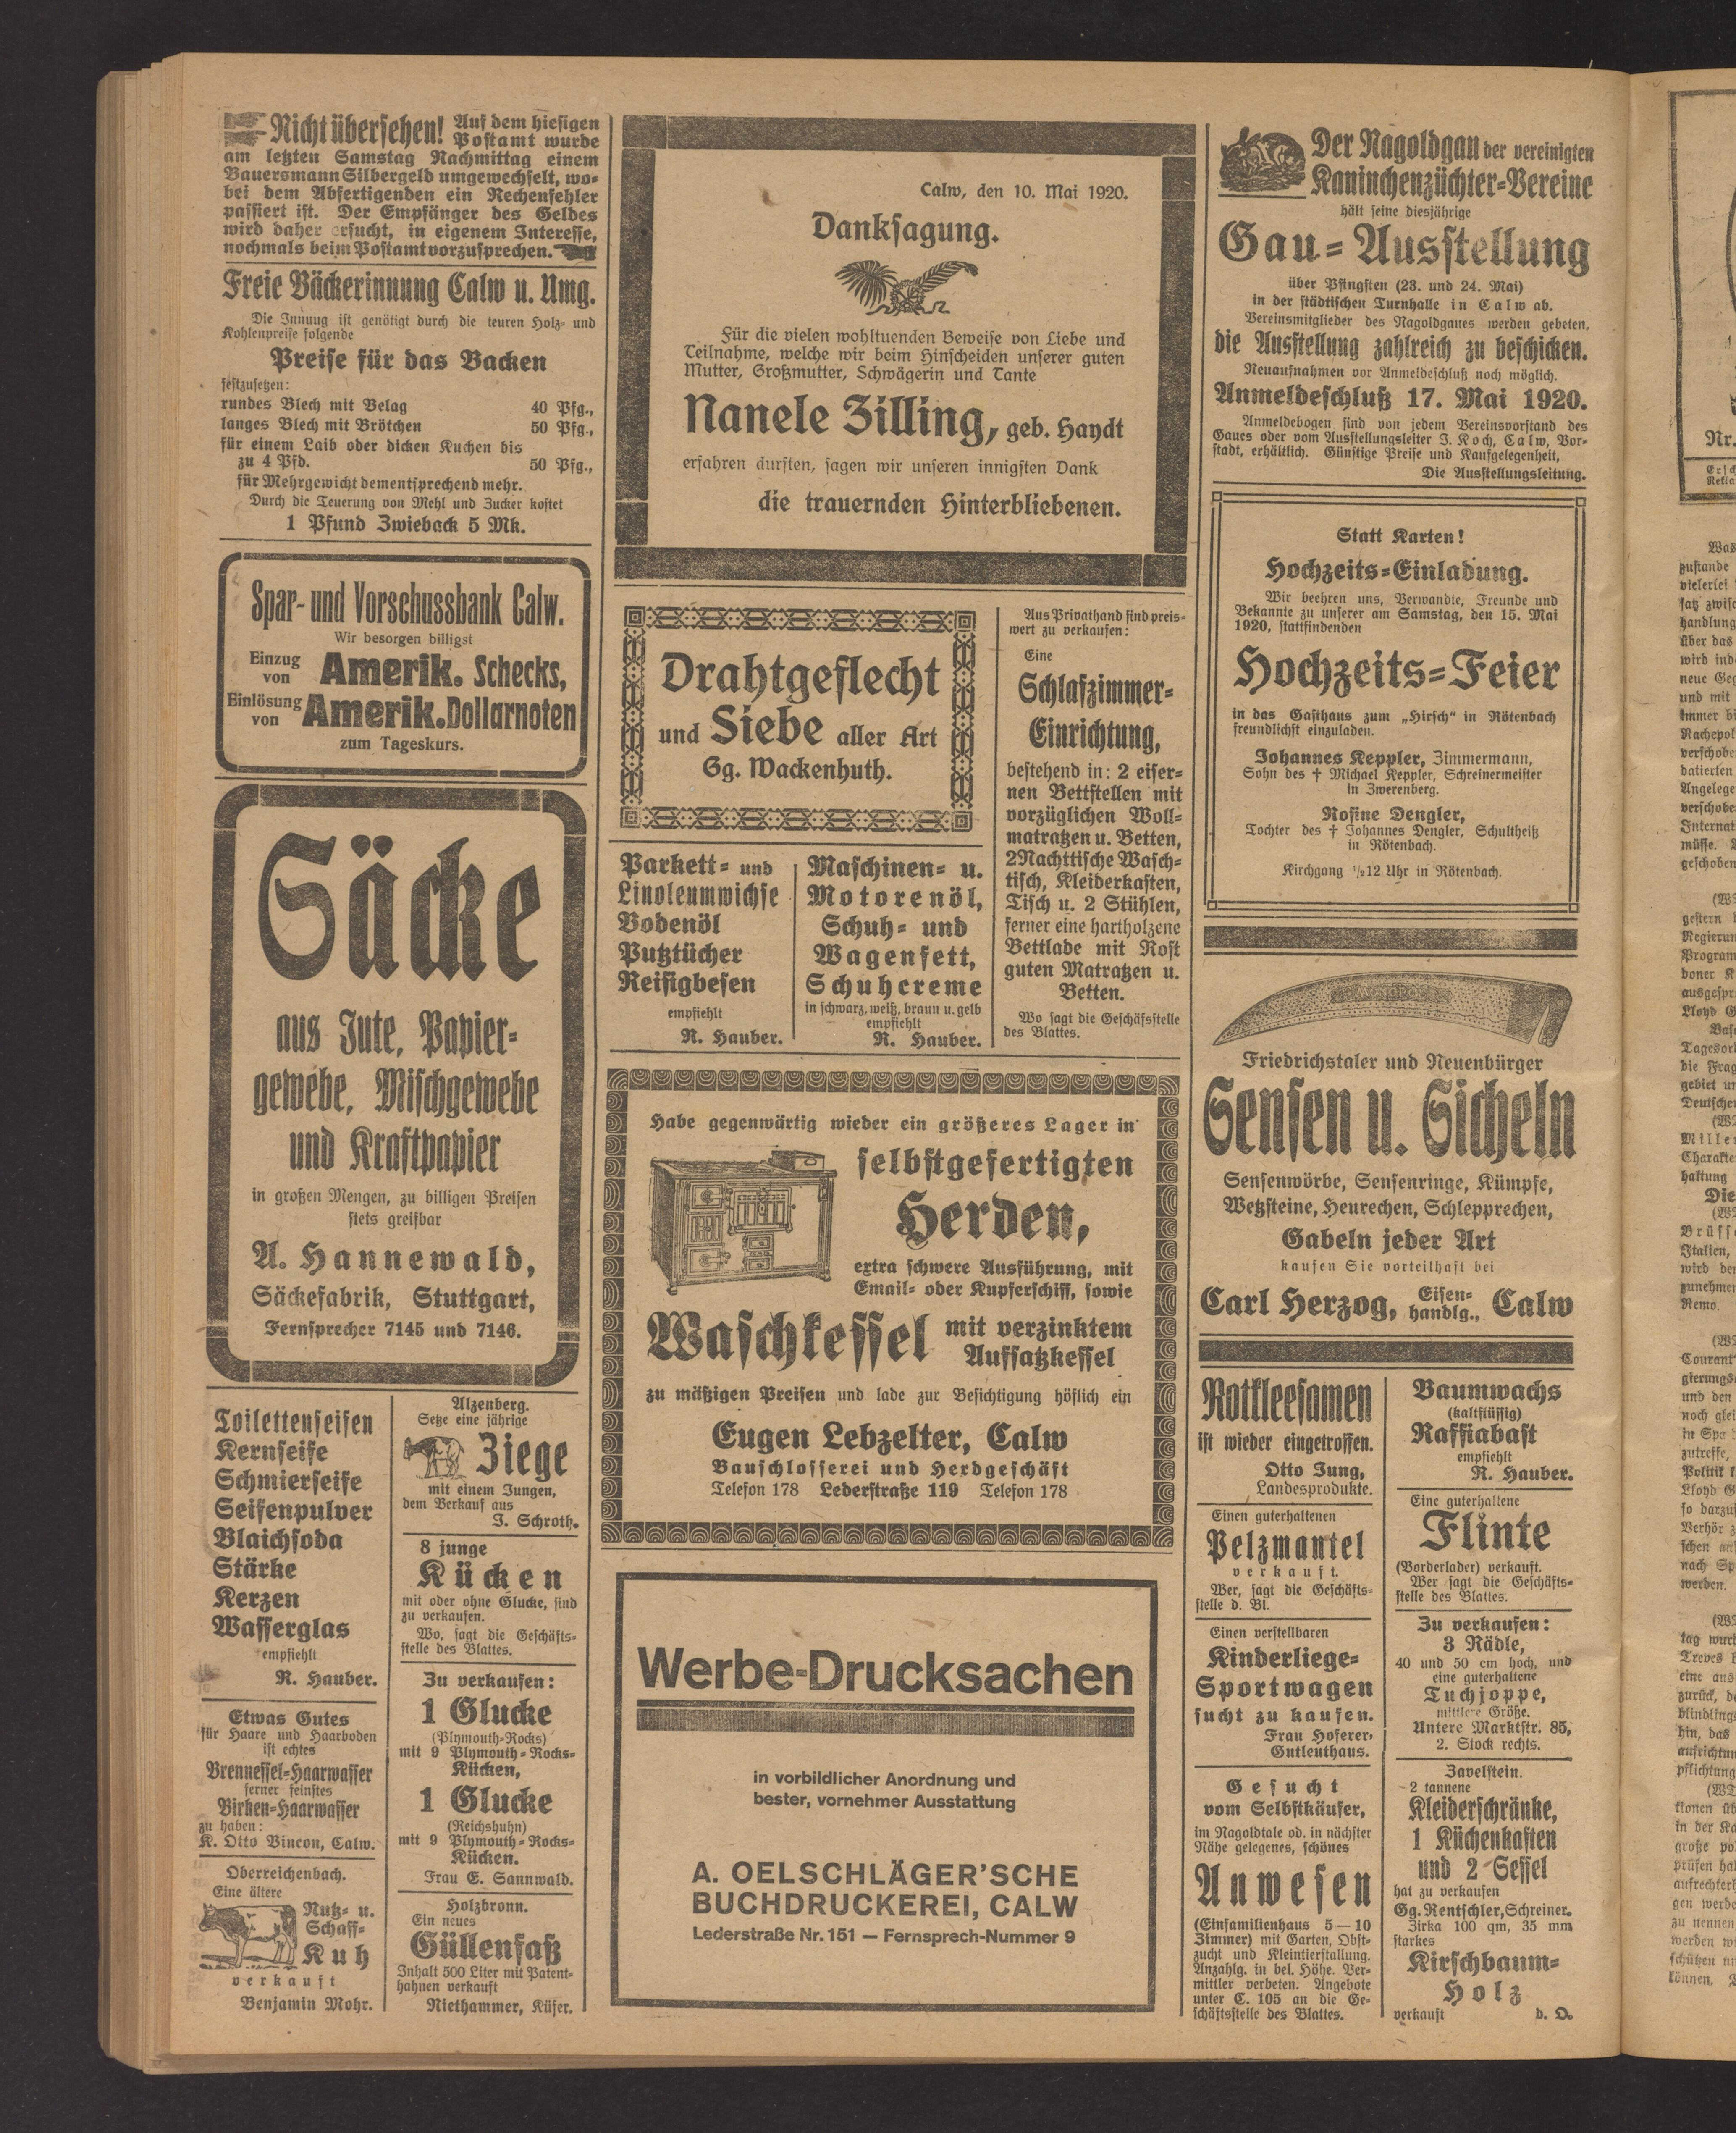 Nicht übersehen! Auf dem hiesigen
Postamt wurde
am letzten Samstag Nachmittag einem
Bauersmann Silbergeld umgewechselt, wo-
bei dem Abfertigenden ein Rechenfehler
passiert ist. Der Empfänger des Geldes
wird daher ersucht, in eigenem Interesse,
nochmals beim Postamt vorzusprechen.
Freie Bäckerinnung Calw u. Umg.
Die Innung ist genötigt durch die teuren Holz- und
Kohlenpreise folgende
Preise für das Backen
festzusetzen:
rundes Blech mit Belag 40 Pfg.,
langes Blech mit Brötchen 50 Pfg.,
für einem Laib oder dicken Kuchen bis
zu 4 Pfd. 50 Pfg.,
für Mehrgewicht dementsprechend mehr.
Durch die Teuerung von Mehl und Zucker kostet
1 Pfund Zwieback 5 Mk.
Spar- und Vorschussbank Calw.
Wir besorgen billigst
Einzug von Amerik. Schecks,
Einlösung von Amerik. Dollarnoten
zum Tageskurs.
Säcke
aus Jute, Papier-
gewebe, Mischgewebe
und Kraftpapier
in großen Mengen, zu billigen Preisen
stets greifbar
A. Hannewald,
Säckefabrik, Stuttgart,
Fernsprecher 7145 und 7146.
Toilettenseifen
Kernseife
Schmierseife
Seifenpulver
Blaichsoda
Stärke
Kerzen
Wasserglas
empfiehlt
R. Hauber.
Etwas Gutes
für Haare und Haarboden
ist echtes
Brennessel-Haarwasser
ferner feinstes
Birken-Haarwasser
zu haben:
K. Otto Vincon, Calw.
Oberreichenbach.
Eine ältere
Nutz- u.
Schaff-
Kuh
verkauft
Benjamin Mohr.
Alzenberg.
Setze eine jährige
Ziege
mit einem Jungen,
dem Verkauf aus
J. Schroth.
8 junge
Kücken
mit oder ohne Glucke, sind
zu verkaufen.
Wo, sagt die Geschäfts-
stelle des Blattes.
Zu verkaufen:
1 Glucke
(Plymouth-Rocks)
mit 9 Plymouth-Rocks-
Kücken,
1 Glucke
(Reichshuhn)
mit 9 Plymouth-Rocks-
Kücken.
Frau E. Sannwald.
Holzbronn.
Ein neues
Güllenfaß
Inhalt 500 Liter mit Patent-
hahnen verkauft
Niethammer, Küfer.
Calw, den 10. Mai 1920.
Danksagung.
Für die vielen wohltuenden Beweise von Liebe und
Teilnahme, welche wir beim Hinscheiden unserer guten
Mutter, Großmutter, Schwägerin und Tante
Nanele Zilling, geb. Haydt
erfahren durften, sagen wir unseren innigsten Dank
die trauernden Hinterbliebenen.
Drahtgeflecht
und Siebe aller Art
Gg. Wackenhuth.
Parkett- und
Linoleumwichse
Bodenöl
Putztücher
Reisigbesen
empfiehlt
R. Hauber.
Maschinen- u.
Motorenöl,
Schuh- und
Wagenfett,
Schuhcreme
in schwarz, weiß, braun u. gelb
empfiehlt
R. Hauber.
Aus Privathand sind preis-
wert zu verkaufen:
Eine
Schlafzimmer-
Einrichtung,
bestehend in: 2 eiser-
nen Bettstellen mit
vorzüglichen Woll-
matratzen u. Betten,
2 Nachttische Wasch-
tisch, Kleiderkasten,
Tisch u. 2 Stühlen,
ferner eine hartholzene
Bettlade mit Rost
guten Matratzen u.
Betten.
Wo sagt die Geschäfsstelle
des Blattes.
Habe gegenwärtig wieder ein größeres Lager in
selbstgefertigten
Herden,
extra schwere Ausführung, mit
Email- oder Kupferschiff, sowie
Waschkessel mit verzinktem
Aufsatzkessel
zu mäßigen Preisen und lade zur Besichtigung höflich ein
Eugen Lebzelter, Calw
Bauschlosserei und Herdgeschäft
Telefon 178 Lederstraße 119 Telefon 178
Werbe-Drucksachen
in vorbildlicher Anordnung und
bester, vornehmer Ausstattung
A. OELSCHLÄGER'SCHE
BUCHDRUCKEREI, CALW
Lederstraße Nr. 151 — Fernsprech-Nummer 9
Der Nagoldgau der vereinigten
Kaninchenzüchter-Vereine
hält seine diesjährige
Gau-Ausstellung
über Pfingsten (23. und 24. Mai)
in der städtischen Turnhalle in Calw ab.
Vereinsmitglieder des Nagoldgaues werden gebeten,
die Ausstellung zahlreich zu beschicken.
Neuaufnahmen vor Anmeldeschluß noch möglich.
Anmeldeschluß 17. Mai 1920.
Anmeldebogen sind von jedem Vereinsvorstand des
Gaues oder vom Ausstellungsleiter J. Koch, Calw, Vor-
stadt, erhältlich. Günstige Preise und Kaufgelegenheit,
Die Ausstellungsleitung.
Statt Karten!
Hochzeits-Einladung.
Wir beehren uns, Verwandte, Freunde und
Bekannte zu unserer am Samstag, den 15. Mai
1920, stattfindenden
Hochzeits-Feier
in das Gasthaus zum „Hirsch“ in Rötenbach
freundlichst einzuladen.
Johannes Keppler, Zimmermann,
Sohn des † Michael Keppler, Schreinermeister
in Zwerenberg.
Rosine Dengler,
Tochter des † Johannes Dengler, Schultheiß
in Rötenbach.
Kirchgang ½12 Uhr in Rötenbach.
Friedrichstaler und Neuenbürger
Sensen u. Sicheln
Sensenwörbe, Sensenringe, Kümpfe,
Wetzsteine, Heurechen, Schlepprechen,
Gabeln jeder Art
kaufen Sie vorteilhaft bei
Carl Herzog, Eisen-
handlg., Calw
Rotkleesamen
ist wieder eingetroffen.
Otto Jung,
Landesprodukte.
Einen guterhaltenen
Pelzmantel
verkauft.
Wer, sagt die Geschäfts-
stelle d. Bl.
Einen verstellbaren
Kinderliege-
Sportwagen
sucht zu kaufen.
Frau Hoferer,
Gutleuthaus.
Gesucht
vom Selbstkäufer,
im Nagoldtale od. in nächster
Nähe gelegenes, schönes
Anwesen
(Einfamilienhaus 5—10
Zimmer) mit Garten, Obst-
zucht und Kleintierstallung.
Anzahlg. in bel. Höhe. Ver-
mittler verbeten. Angebote
unter C. 105 an die Ge-
schäftsstelle des Blattes.
Baumwachs
(kaltflüssig)
Raffiabast
empfiehlt
R. Hauber.
Eine guterhaltene
Flinte
(Vorderlader) verkauft.
Wer sagt die Geschäfts-
stelle des Blattes.
Zu verkaufen:
3 Rädle,
40 und 50 cm hoch, und
eine guterhaltene
Tuchjoppe,
mittlere Größe.
Untere Marktstr. 85,
2. Stock rechts.
Zavelstein.
2 tannene
Kleiderschränke,
1 Küchenkasten
und 2 Sessel
hat zu verkaufen
Gg. Rentschler, Schreiner.
Zirka 100 qm, 35 mm
starkes
Kirschbaum-
Holz
verkauft d. O.